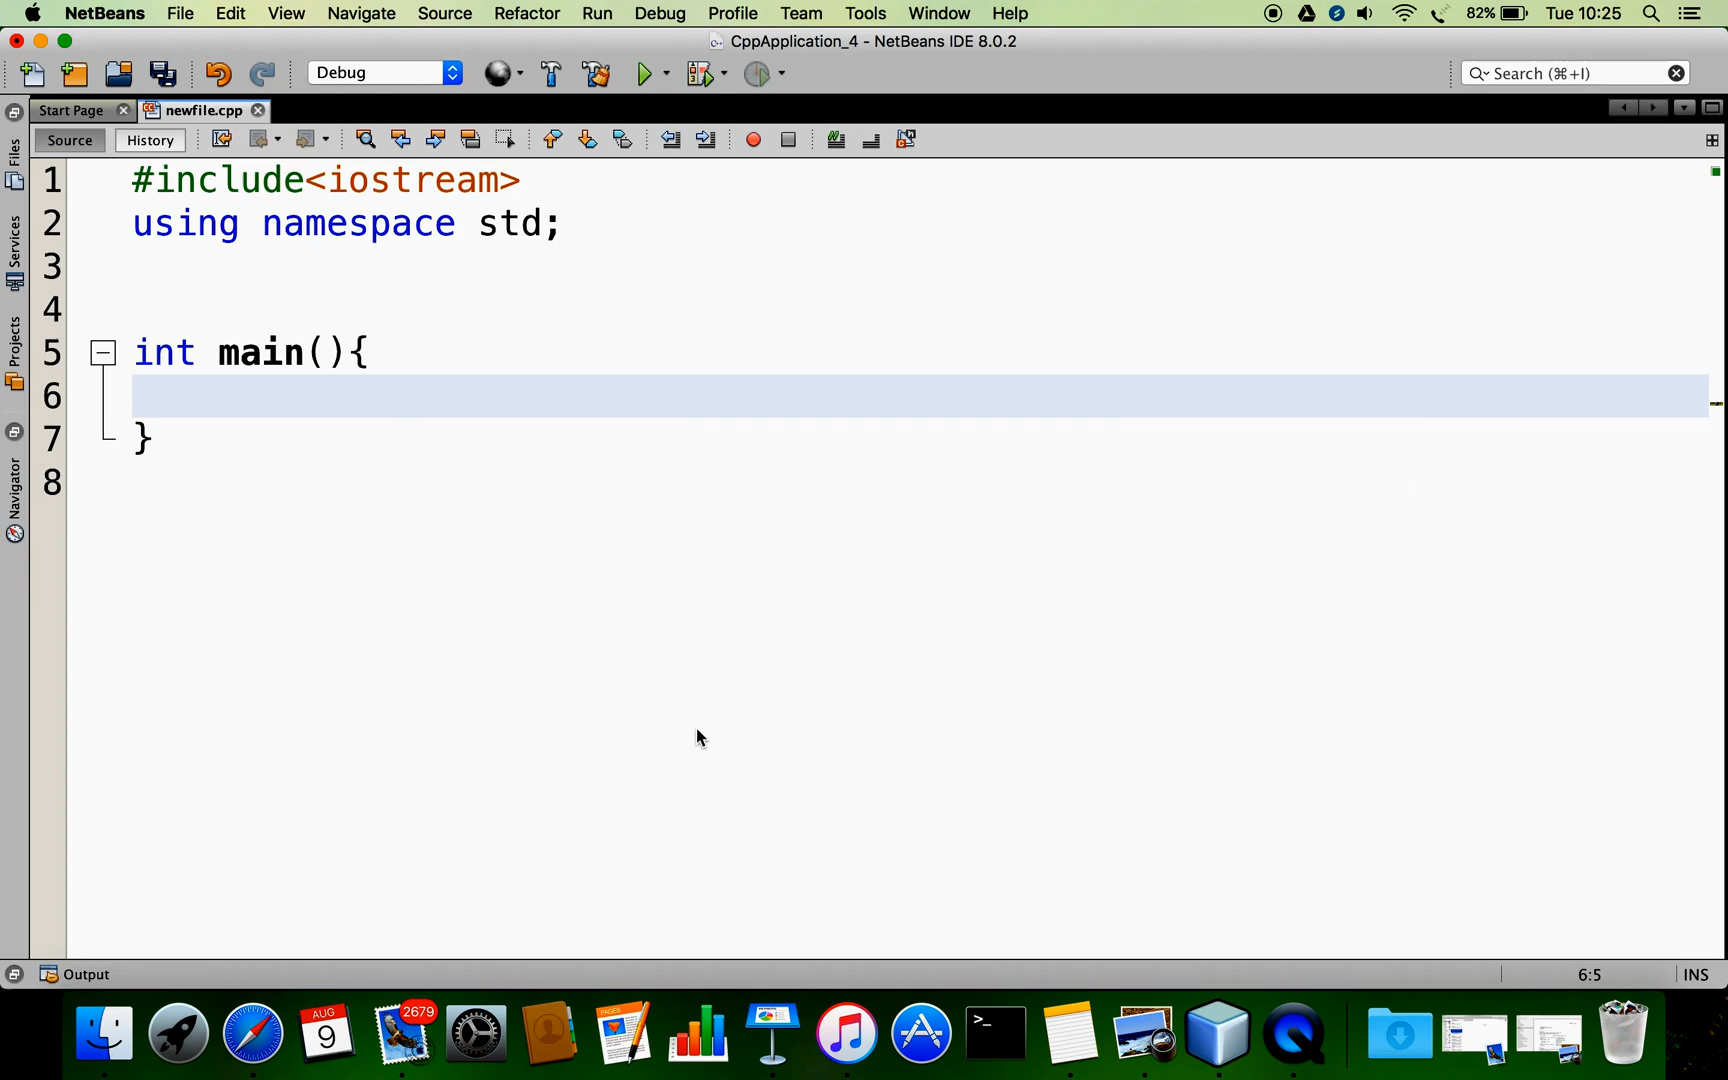 NetBeans File Edit View Navigate Source Refactor Run Debug Profile Team Tools Window Help 82% Tue 10:25
CppApplication_4 - NetBeans IDE 8.0.2
Debug Search (⌘+I)
Start Page newfile.cpp
Source History
Files
Services
Projects
Navigator
1 #include<iostream>
2 using namespace std;
3
4
5 int main(){
6
7 }
8
Output 6:5 INS
AUG
9
2679
PAGES
>_